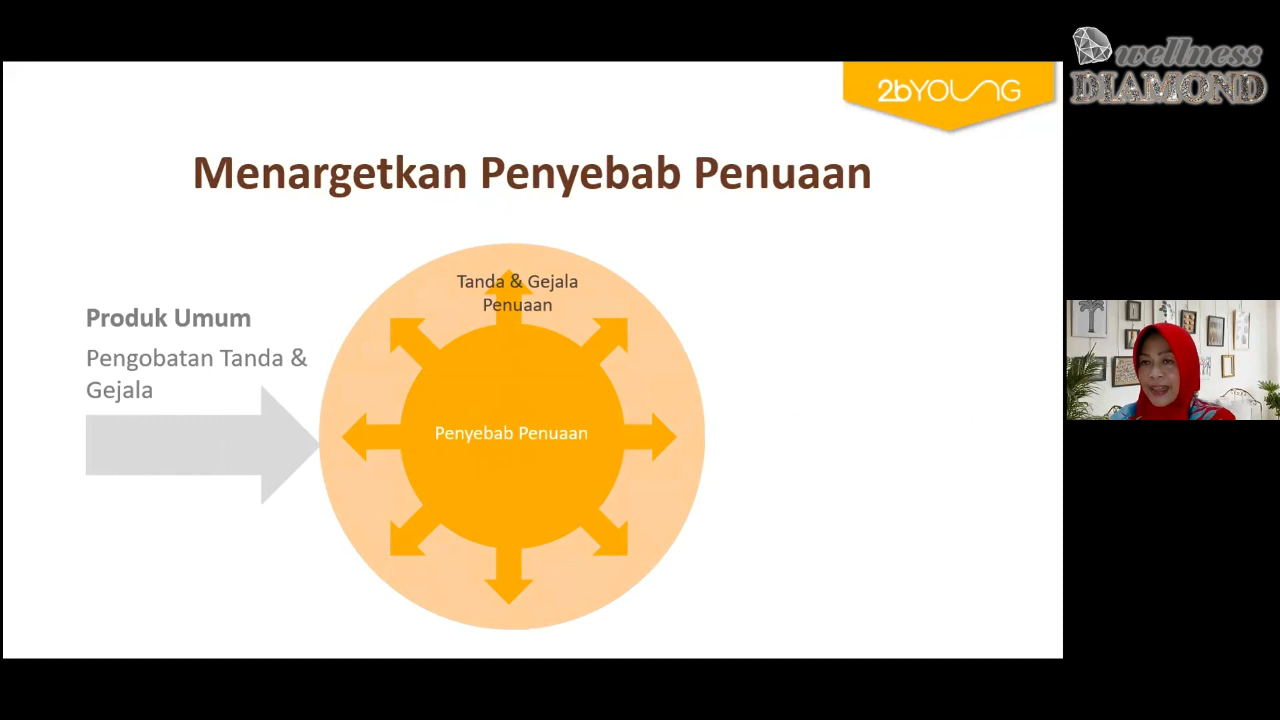 wellness
DIAMOND
2bYOUNG
Menargetkan Penyebab Penuaan
Tanda & Gejala
Penuaan
Produk Umum
Pengobatan Tanda &
Gejala
Penyebab Penuaan